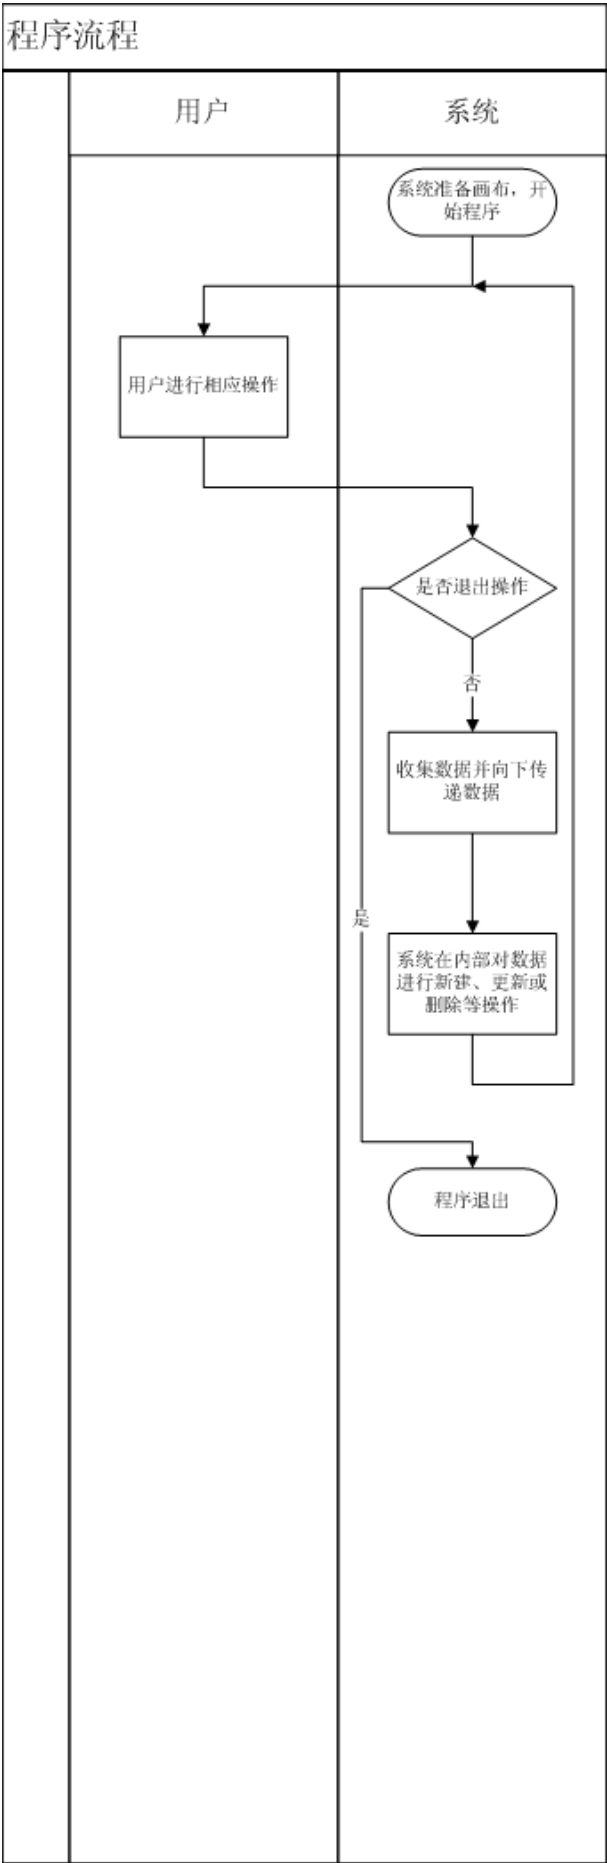 程序流程
用户
系统
系统准备画布，开
始程序
用户进行相应操作
是否退出操作
否
收集数据并向下传
递数据
是
系统在内部对数据
进行新建、更新或
删除等操作
程序退出